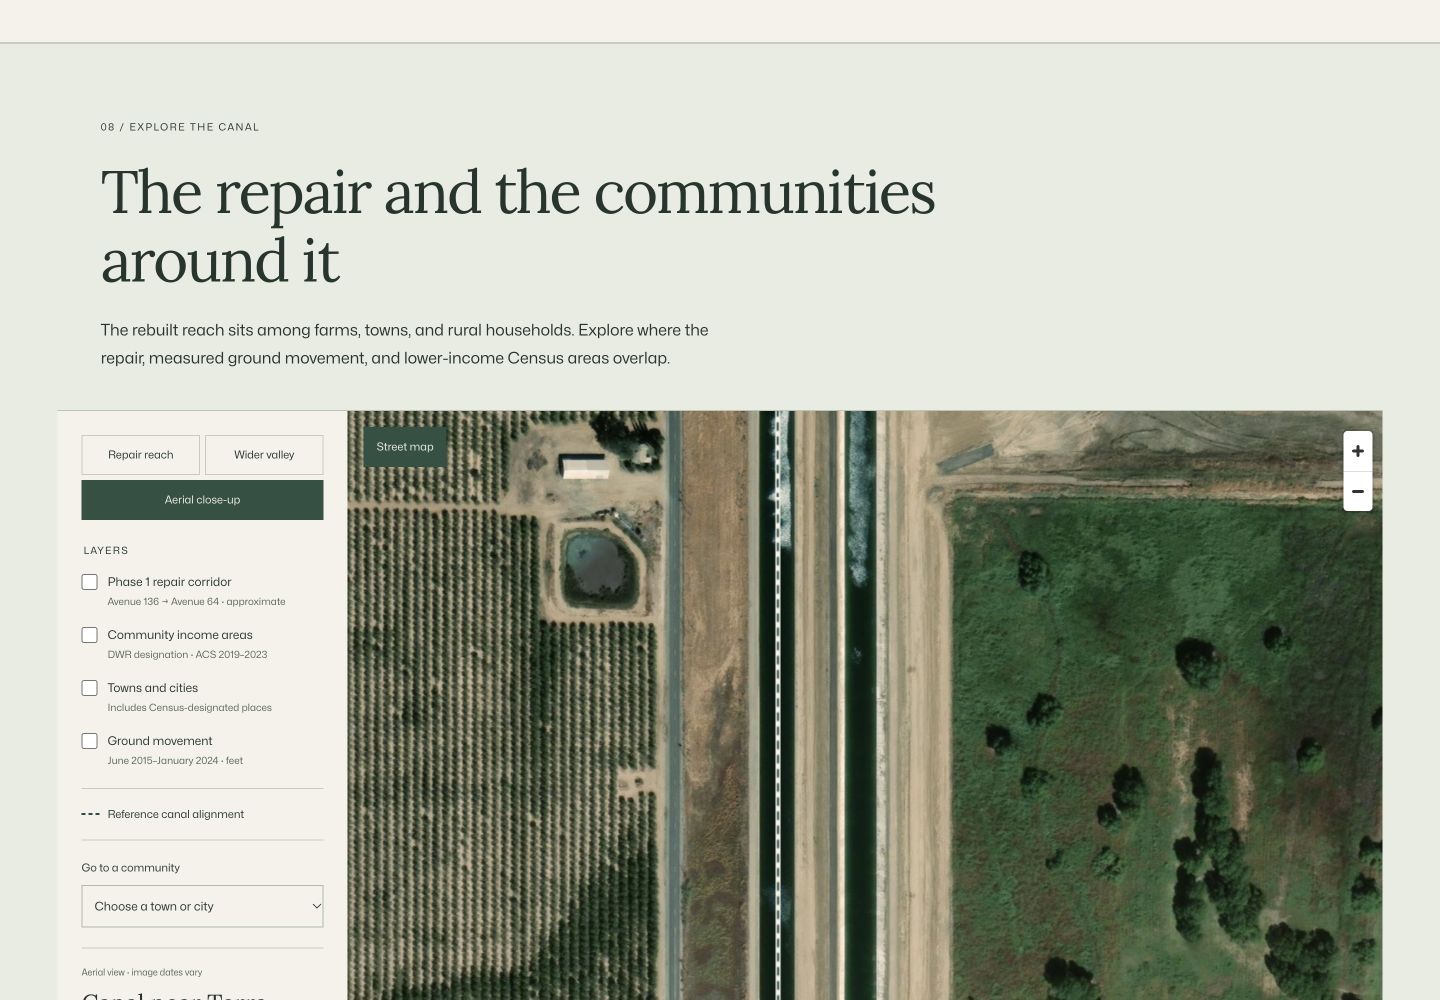 08 / EXPLORE THE CANAL
The repair and the communities
around it
The rebuilt reach sits among farms, towns, and rural households. Explore where the
repair, measured ground movement, and lower-income Census areas overlap.
Repair reach
Wider valley
Aerial close-up
Street map
LAYERS
Phase 1 repair corridor
Avenue 136 → Avenue 64 · approximate
Community income areas
DWR designation · ACS 2019–2023
Towns and cities
Includes Census-designated places
Ground movement
June 2015–January 2024 · feet
Reference canal alignment
Go to a community
Choose a town or city
Aerial view · image dates vary
Canal near Terra